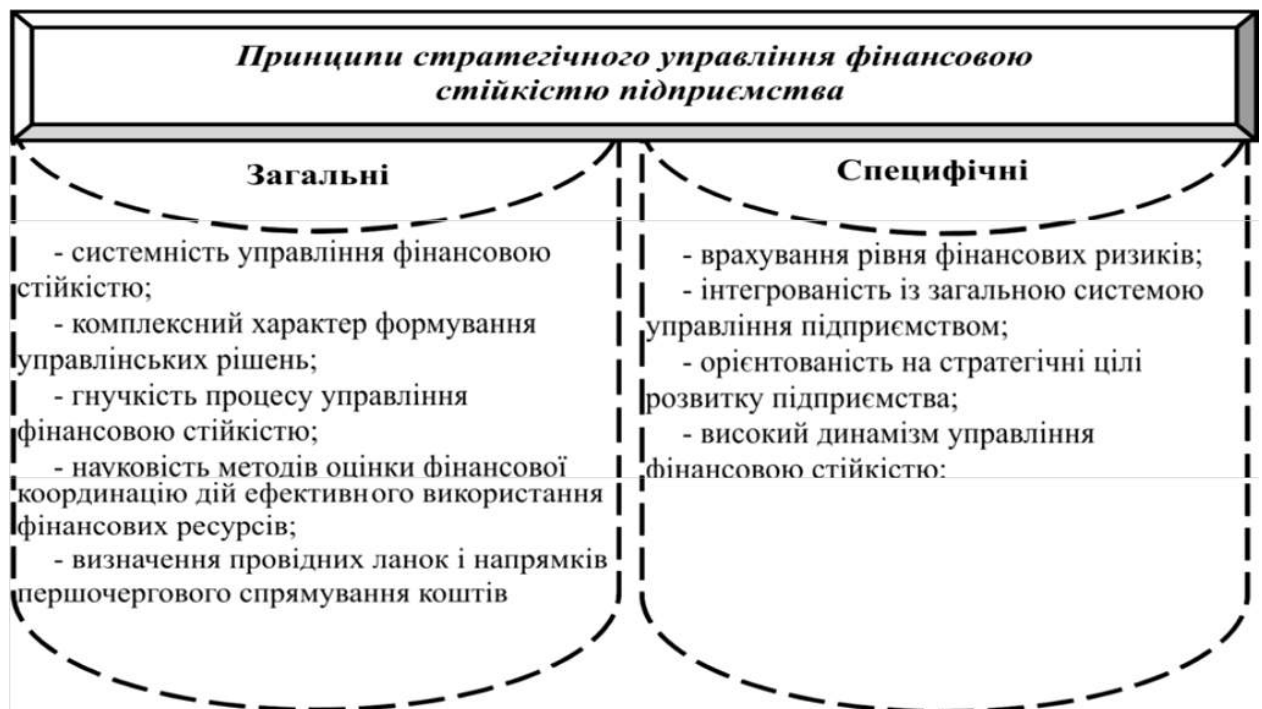 Принципи стратегічного управління фінансовою
стійкістю підприємства
Загальні
- системність управління фінансовою
стійкістю;
- комплексний характер формування
управлінських рішень;
- гнучкість процесу управління
фінансовою стійкістю;
- науковість методів оцінки фінансової
координацію дій ефективного використання
фінансових ресурсів;
- визначення провідних ланок і напрямків
першочергового спрямування коштів
Специфічні
- врахування рівня фінансових ризиків;
- інтегрованість із загальною системою
управління підприємством;
- орієнтованість на стратегічні цілі
розвитку підприємства;
- високий динамізм управління
фінансовою стійкістю;